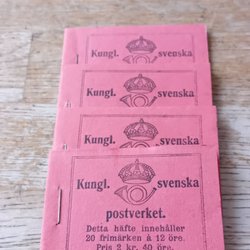 Kungl. svenska
Kungl. svenska
Kungl. svenska
Kungl. svenska
postverket.
Detta häfte innehåller
20 frimärken à 12 öre.
Pris 2 kr. 40 öre.